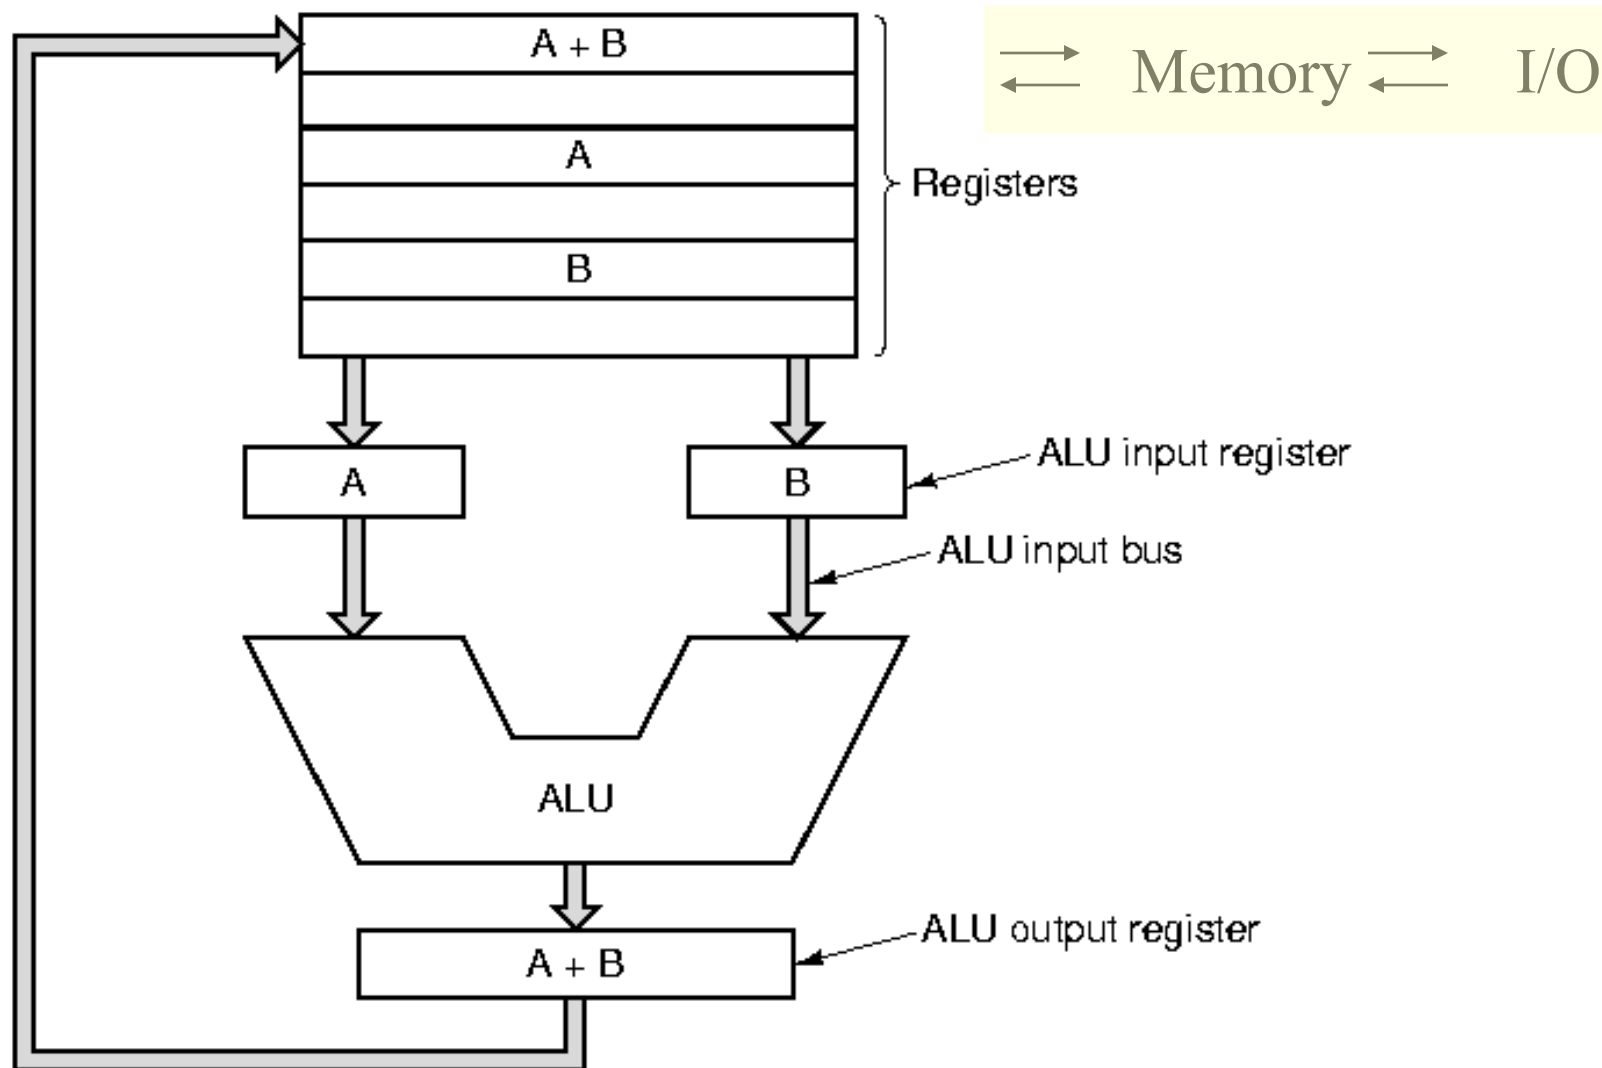 A + B
Memory I/O
A
Registers
B
A
B
ALU input register
ALU input bus
ALU
ALU output register
A + B